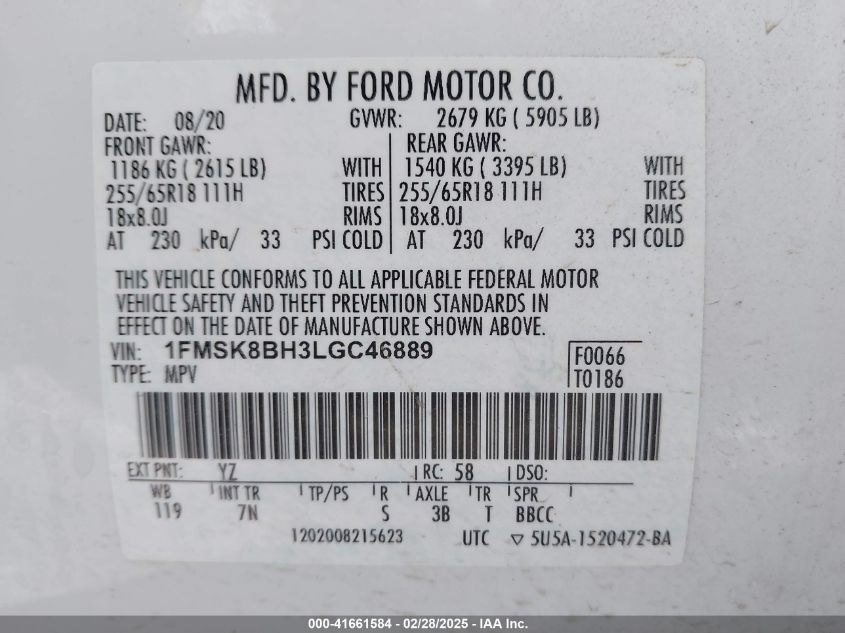 MFD. BY FORD MOTOR CO.
DATE: 08/20 GVWR: 2679 KG ( 5905 LB)
FRONT GAWR: REAR GAWR:
1186 KG ( 2615 LB) WITH 1540 KG ( 3395 LB) WITH
255/65R18 111H TIRES 255/65R18 111H TIRES
18x8.0J RIMS 18x8.0J RIMS
AT 230 kPa/ 33 PSI COLD AT 230 kPa/ 33 PSI COLD
THIS VEHICLE CONFORMS TO ALL APPLICABLE FEDERAL MOTOR
VEHICLE SAFETY AND THEFT PREVENTION STANDARDS IN
EFFECT ON THE DATE OF MANUFACTURE SHOWN ABOVE.
VIN: 1FMSK8BH3LGC46889 F0066
TYPE: MPV T0186
EXT PNT: YZ RC: 58 DSO:
WB INT TR TP/PS R AXLE TR SPR
119 7N S 3B T BBCC
1202008215623 UTC ▽ 5U5A-1520472-BA
000-41661584 - 02/28/2025 - IAA Inc.